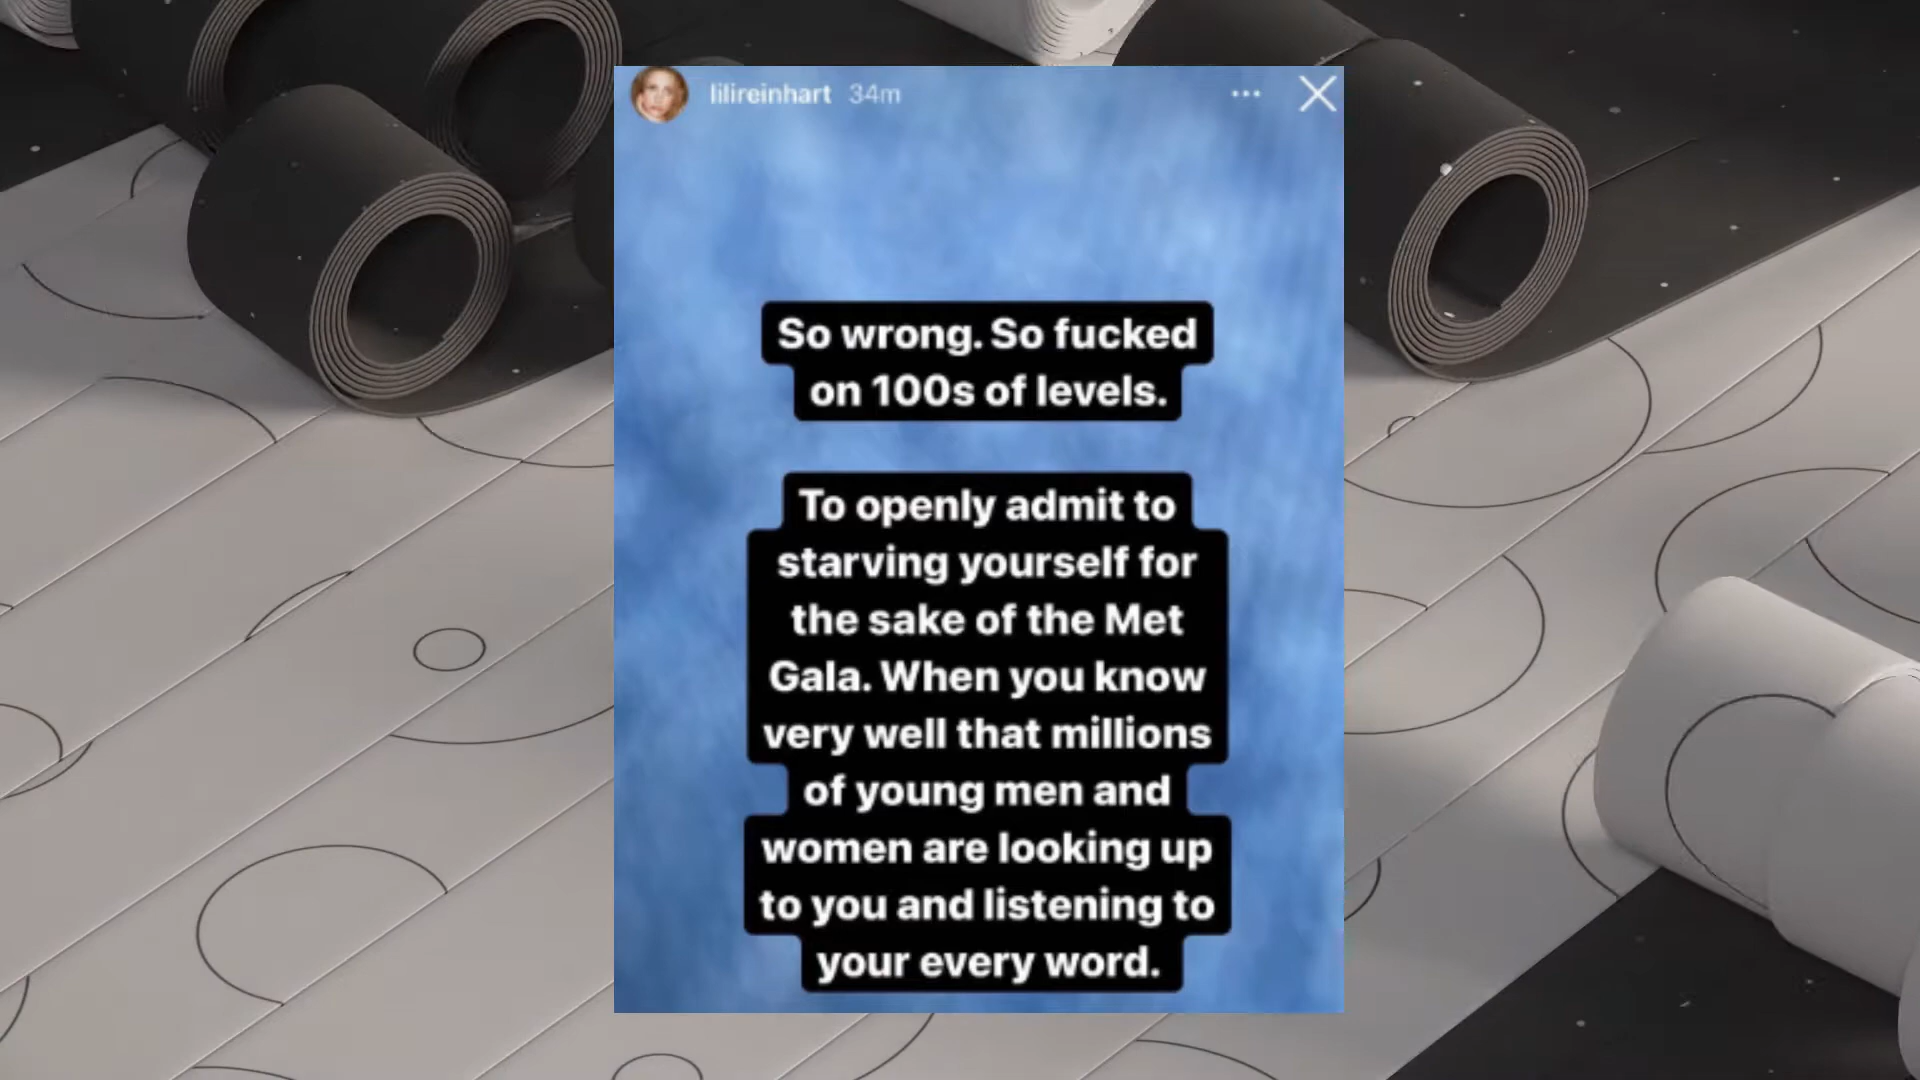 lilireinhart 34m
So wrong. So fucked
on 100s of levels.
To openly admit to
starving yourself for
the sake of the Met
Gala. When you know
very well that millions
of young men and
women are looking up
to you and listening to
your every word.